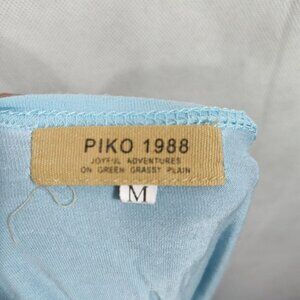 PIKO 1988
JOYFUL ADVENTURES
ON GREEN GRASSY PLAIN
M